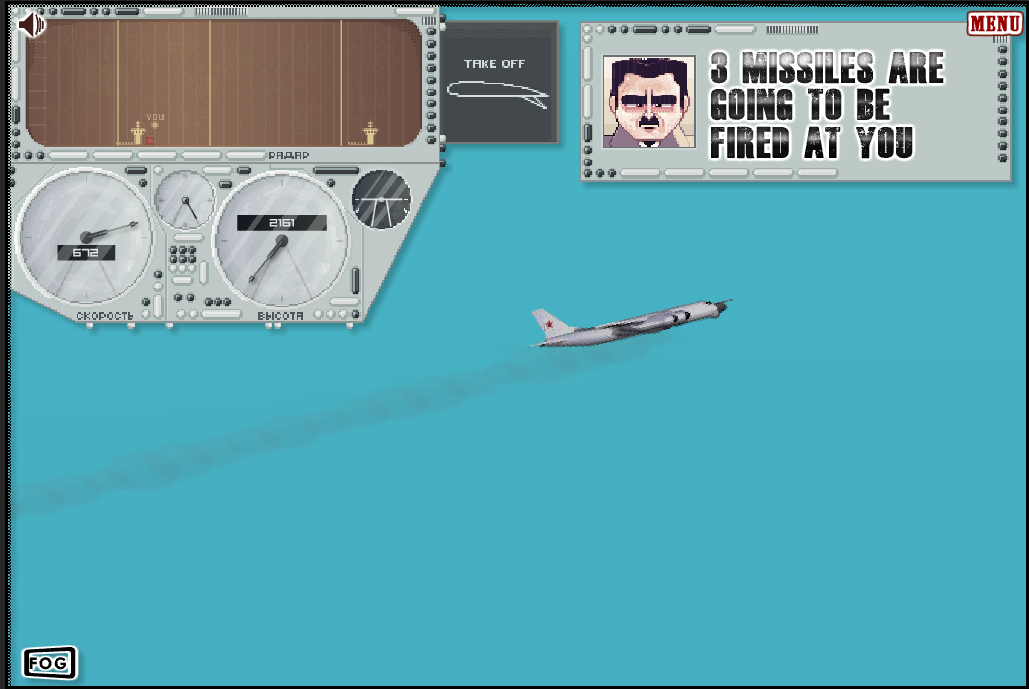 MENU
YOU
TAKE OFF
3 MISSILES ARE
GOING TO BE
FIRED AT YOU
РАДАР
672
2161
СКОРОСТЬ
ВЫСОТА
FOG